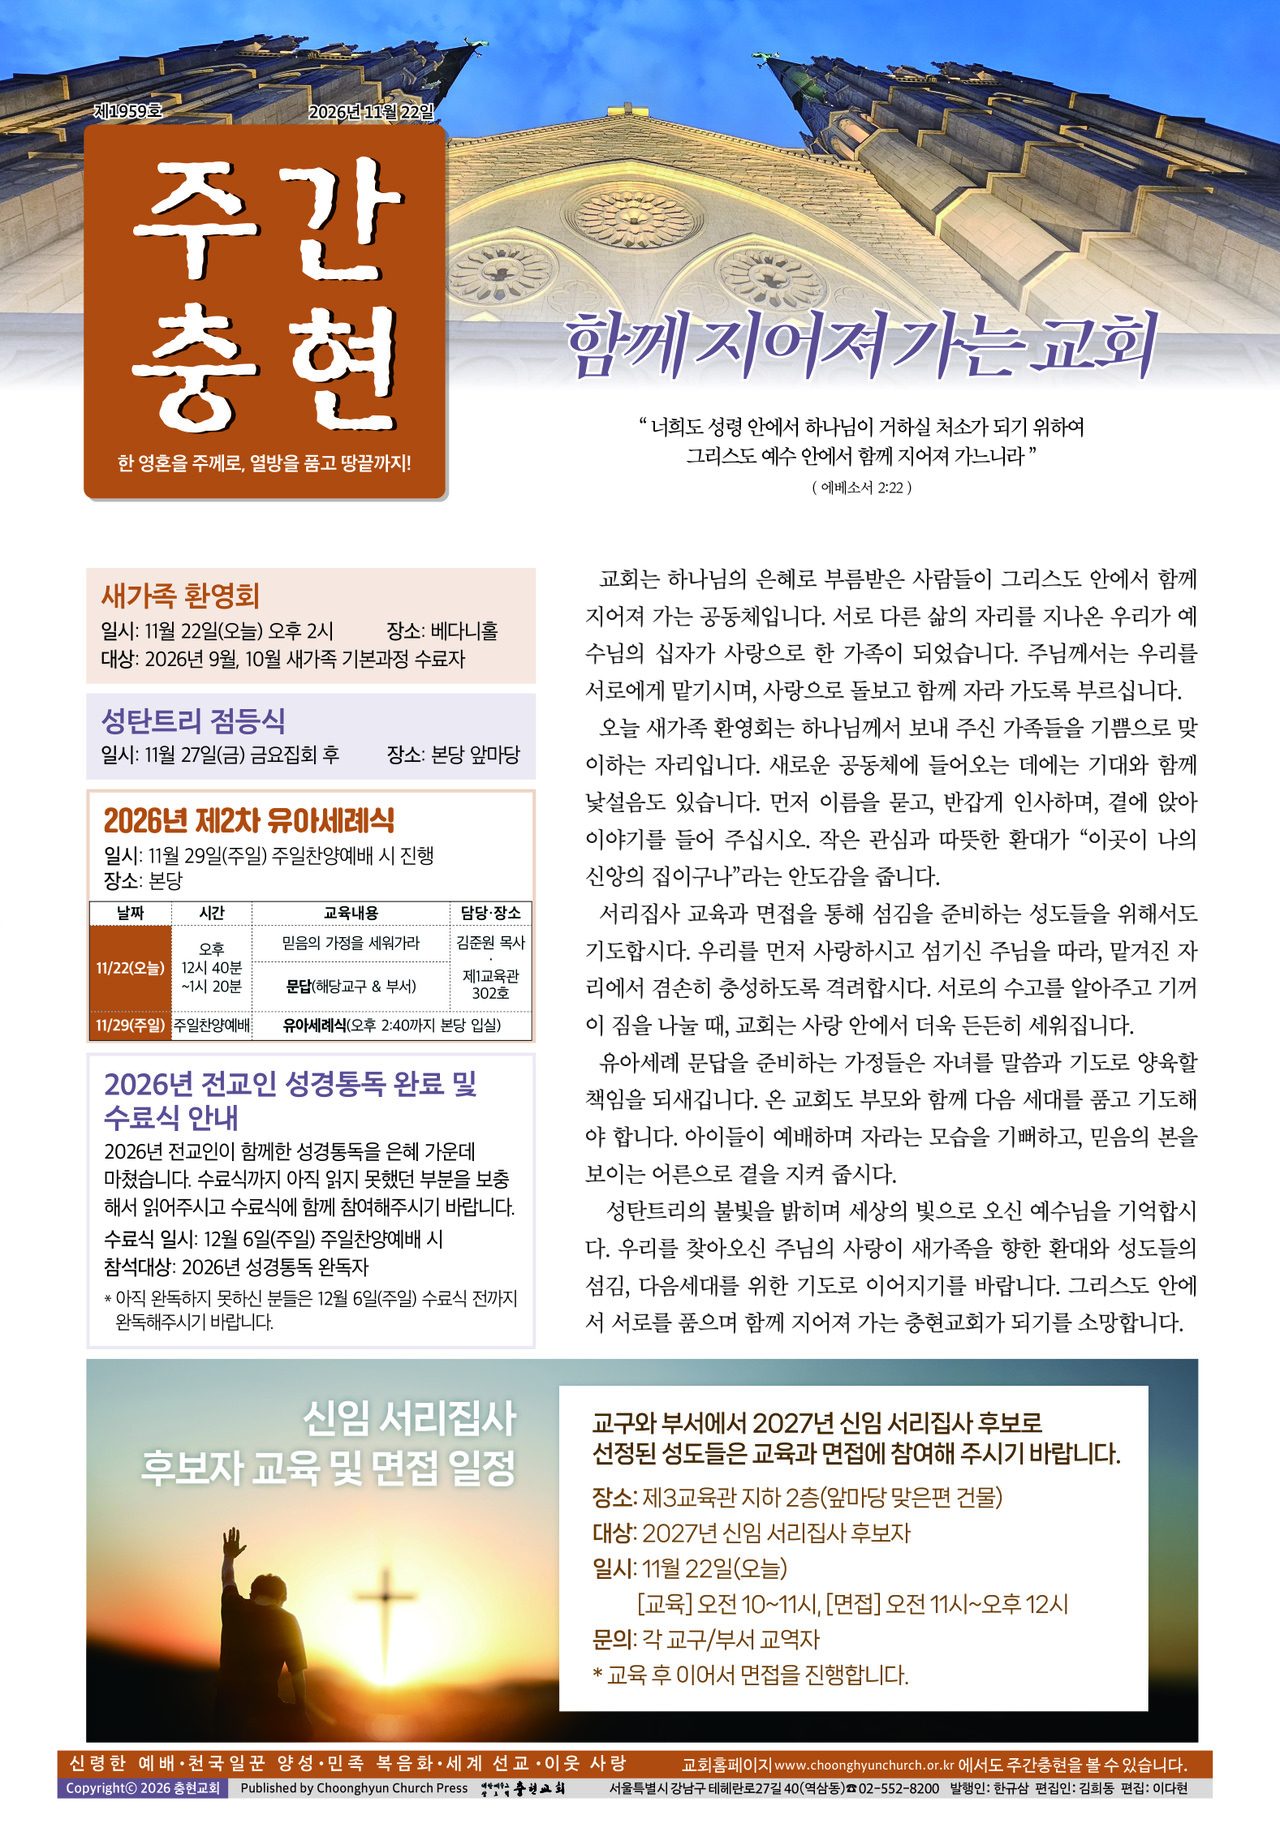 제1959호
2026년 11월 22일
주간
충현
한 영혼을 주께로, 열방을 품고 땅끝까지!
함께 지어져 가는 교회
“ 너희도 성령 안에서 하나님이 거하실 처소가 되기 위하여
그리스도 예수 안에서 함께 지어져 가느니라 ”
( 에베소서 2:22 )
새가족 환영회
일시: 11월 22일(오늘) 오후 2시 장소: 베다니홀
대상: 2026년 9월, 10월 새가족 기본과정 수료자
성탄트리 점등식
일시: 11월 27일(금) 금요집회 후 장소: 본당 앞마당
2026년 제2차 유아세례식
일시: 11월 29일(주일) 주일찬양예배 시 진행
장소: 본당
날짜 시간 교육내용 담당·장소
11/22(오늘)
오후
12시 40분
~1시 20분
믿음의 가정을 세워가라
문답(해당교구 & 부서)
김준원 목사
·
제1교육관
302호
11/29(주일) 주일찬양예배 유아세례식(오후 2:40까지 본당 입실)
2026년 전교인 성경통독 완료 및
수료식 안내
2026년 전교인이 함께한 성경통독을 은혜 가운데
마쳤습니다. 수료식까지 아직 읽지 못했던 부분을 보충
해서 읽어주시고 수료식에 함께 참여해주시기 바랍니다.
수료식 일시: 12월 6일(주일) 주일찬양예배 시
참석대상: 2026년 성경통독 완독자
* 아직 완독하지 못하신 분들은 12월 6일(주일) 수료식 전까지
완독해주시기 바랍니다.
교회는 하나님의 은혜로 부름받은 사람들이 그리스도 안에서 함께
지어져 가는 공동체입니다. 서로 다른 삶의 자리를 지나온 우리가 예
수님의 십자가 사랑으로 한 가족이 되었습니다. 주님께서는 우리를
서로에게 맡기시며, 사랑으로 돌보고 함께 자라 가도록 부르십니다.
오늘 새가족 환영회는 하나님께서 보내 주신 가족들을 기쁨으로 맞
이하는 자리입니다. 새로운 공동체에 들어오는 데에는 기대와 함께
낯설음도 있습니다. 먼저 이름을 묻고, 반갑게 인사하며, 곁에 앉아
이야기를 들어 주십시오. 작은 관심과 따뜻한 환대가 “이곳이 나의
신앙의 집이구나”라는 안도감을 줍니다.
서리집사 교육과 면접을 통해 섬김을 준비하는 성도들을 위해서도
기도합시다. 우리를 먼저 사랑하시고 섬기신 주님을 따라, 맡겨진 자
리에서 겸손히 충성하도록 격려합시다. 서로의 수고를 알아주고 기꺼
이 짐을 나눌 때, 교회는 사랑 안에서 더욱 든든히 세워집니다.
유아세례 문답을 준비하는 가정들은 자녀를 말씀과 기도로 양육할
책임을 되새깁니다. 온 교회도 부모와 함께 다음 세대를 품고 기도해
야 합니다. 아이들이 예배하며 자라는 모습을 기뻐하고, 믿음의 본을
보이는 어른으로 곁을 지켜 줍시다.
성탄트리의 불빛을 밝히며 세상의 빛으로 오신 예수님을 기억합시
다. 우리를 찾아오신 주님의 사랑이 새가족을 향한 환대와 성도들의
섬김, 다음세대를 위한 기도로 이어지기를 바랍니다. 그리스도 안에
서 서로를 품으며 함께 지어져 가는 충현교회가 되기를 소망합니다.
신임 서리집사
후보자 교육 및 면접 일정
교구와 부서에서 2027년 신임 서리집사 후보로
선정된 성도들은 교육과 면접에 참여해 주시기 바랍니다.
장소: 제3교육관 지하 2층(앞마당 맞은편 건물)
대상: 2027년 신임 서리집사 후보자
일시: 11월 22일(오늘)
[교육] 오전 10~11시, [면접] 오전 11시~오후 12시
문의: 각 교구/부서 교역자
* 교육 후 이어서 면접을 진행합니다.
신령한 예배·천국일꾼 양성·민족 복음화·세계 선교·이웃 사랑 교회홈페이지 www.choonghyunchurch.or.kr 에서도 주간충현을 볼 수 있습니다.
Copyright© 2026 충현교회 Published by Choonghyun Church Press 충현교회 서울특별시 강남구 테헤란로27길 40(역삼동)☎02-552-8200 발행인: 한규삼 편집인: 김희동 편집: 이다현